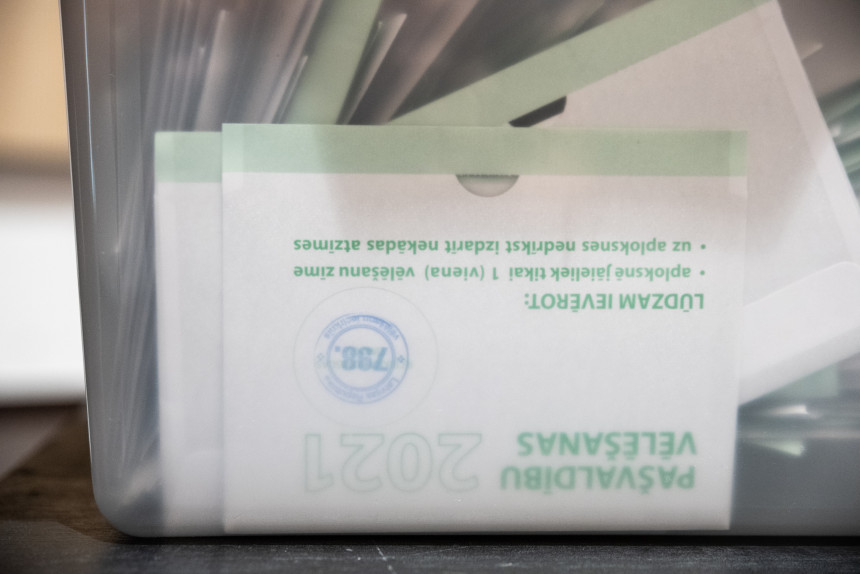 PAŠVALDĪBU
VĒLĒŠANAS
2021
798.
LŪDZAM IEVĒROT:
• aploksnē jāieliek tikai 1 (viena) vēlēšanu zīme
• uz aploksnes nedrīkst izdarīt nekādas atzīmes